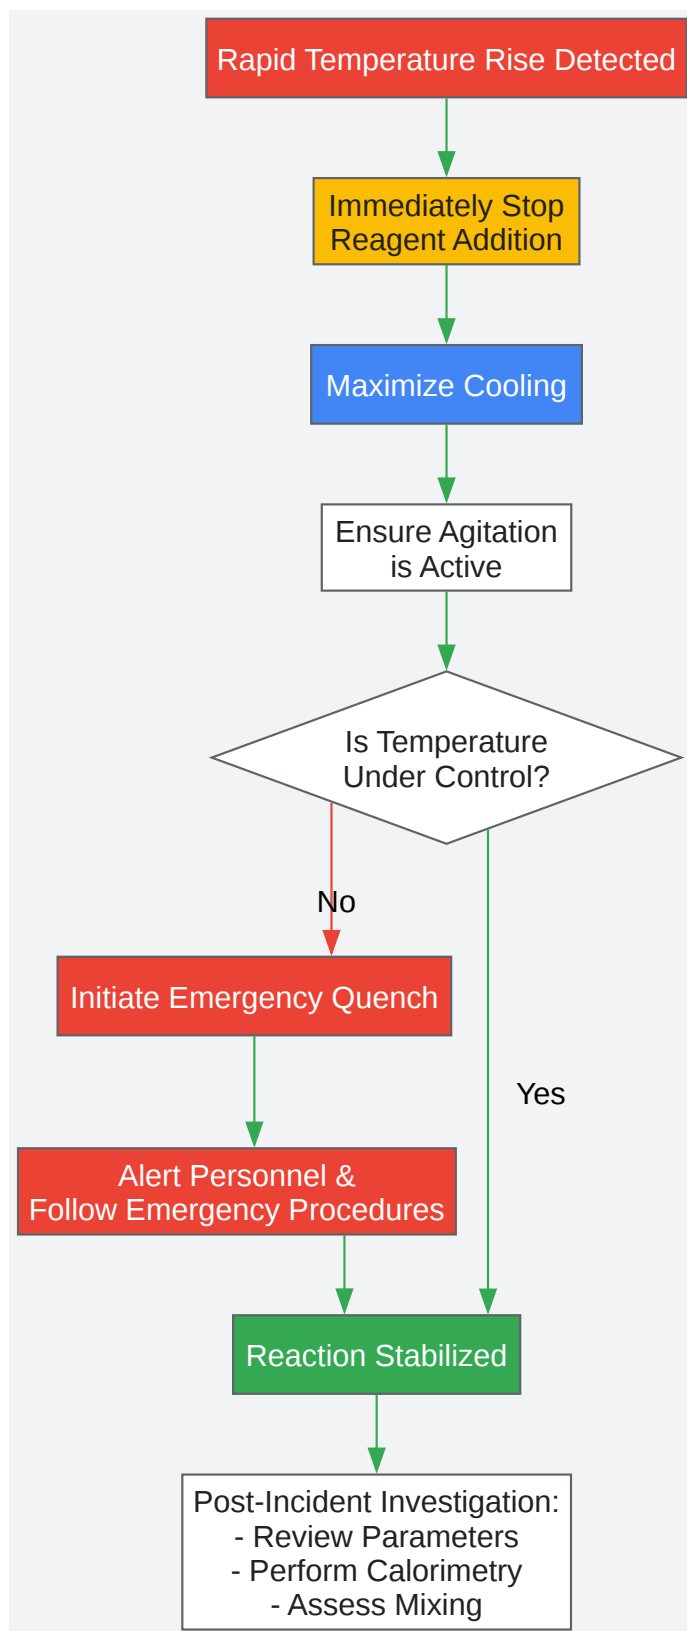 Rapid Temperature Rise Detected
Immediately Stop
Reagent Addition
Maximize Cooling
Ensure Agitation
is Active
Is Temperature
Under Control?
No
Initiate Emergency Quench
Yes
Alert Personnel &
Follow Emergency Procedures
Reaction Stabilized
Post-Incident Investigation:
- Review Parameters
- Perform Calorimetry
- Assess Mixing